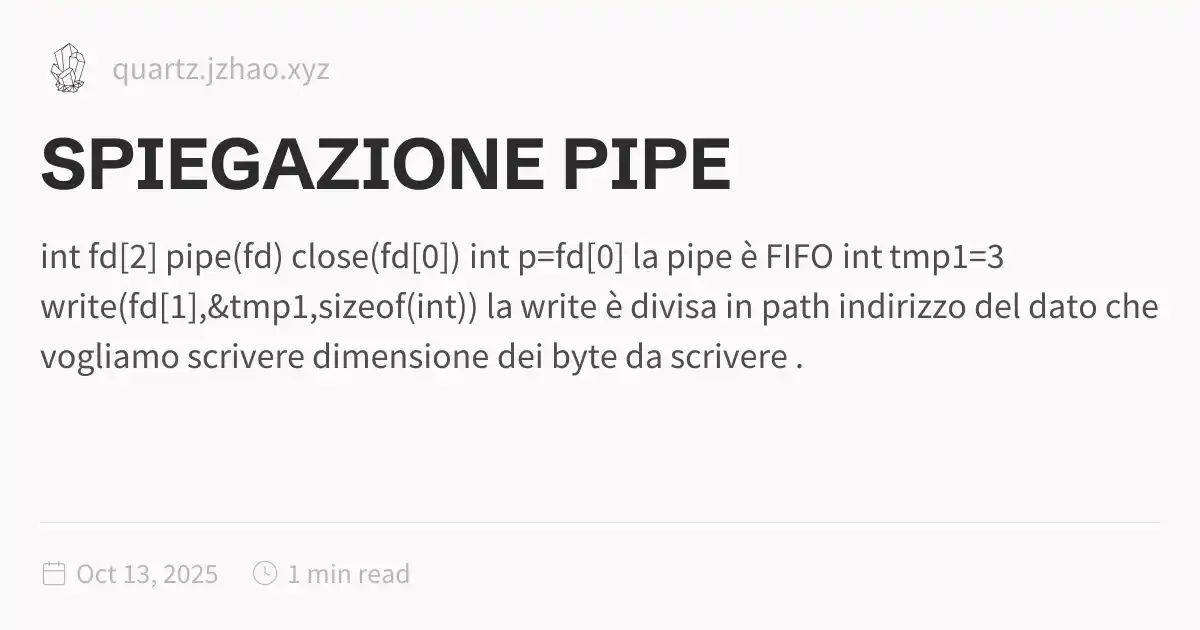 quartz.jzhao.xyz
SPIEGAZIONE PIPE
int fd[2] pipe(fd) close(fd[0]) int p=fd[0] la pipe è FIFO int tmp1=3
write(fd[1],&tmp1,sizeof(int)) la write è divisa in path indirizzo del dato che
vogliamo scrivere dimensione dei byte da scrivere .
Oct 13, 2025 1 min read